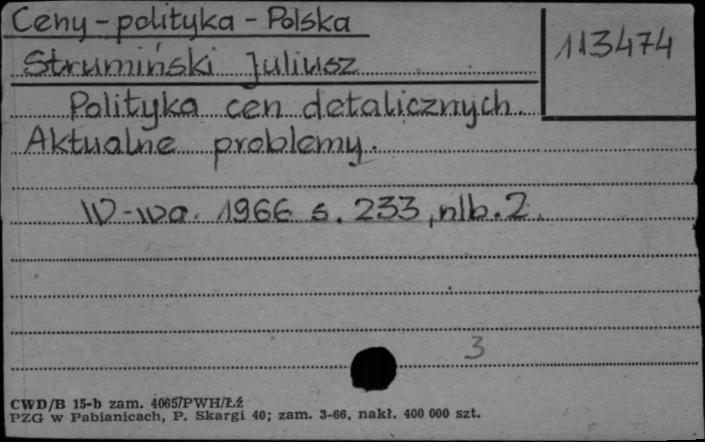 Ceny - polityka - Polska
113474
Strumiński Juliusz
Polityka cen detalicznych.
Aktualne problemy.
W-wa. 1966 s. 233, nlb. 2.
3
CWD/B 15-b zam. 4065/PWH/Łź
PZG w Pabianicach, P. Skargi 40; zam. 3-66, nakł. 400 000 szt.